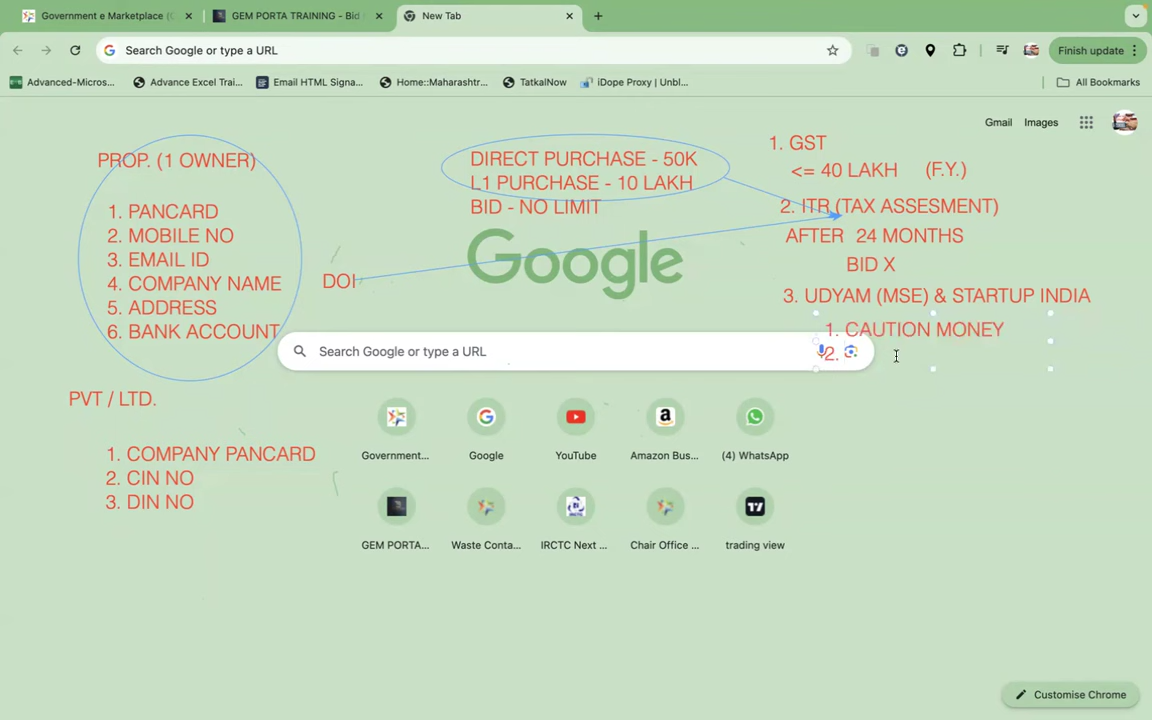 Government e Marketplace (
GEM PORTA TRAINING - Bid
New Tab
Search Google or type a URL
Finish update
Advanced-Micros...
Advance Excel Trai...
Email HTML Signa...
Home::Maharashtr...
TatkalNow
iDope Proxy | Unbl...
All Bookmarks
Gmail
Images
PROP. (1 OWNER)
1. PANCARD
2. MOBILE NO
3. EMAIL ID
4. COMPANY NAME
5. ADDRESS
6. BANK ACCOUNT
DOI
PVT / LTD.
1. COMPANY PANCARD
2. CIN NO
3. DIN NO
DIRECT PURCHASE - 50K
L1 PURCHASE - 10 LAKH
BID - NO LIMIT
Google
Search Google or type a URL
1. GST
<= 40 LAKH (F.Y.)
2. ITR (TAX ASSESMENT)
AFTER 24 MONTHS
BID X
3. UDYAM (MSE) & STARTUP INDIA
1. CAUTION MONEY
2.
Government...
Google
YouTube
Amazon Bus...
(4) WhatsApp
GEM PORTA...
Waste Conta...
IRCTC Next ...
Chair Office ...
trading view
Customise Chrome